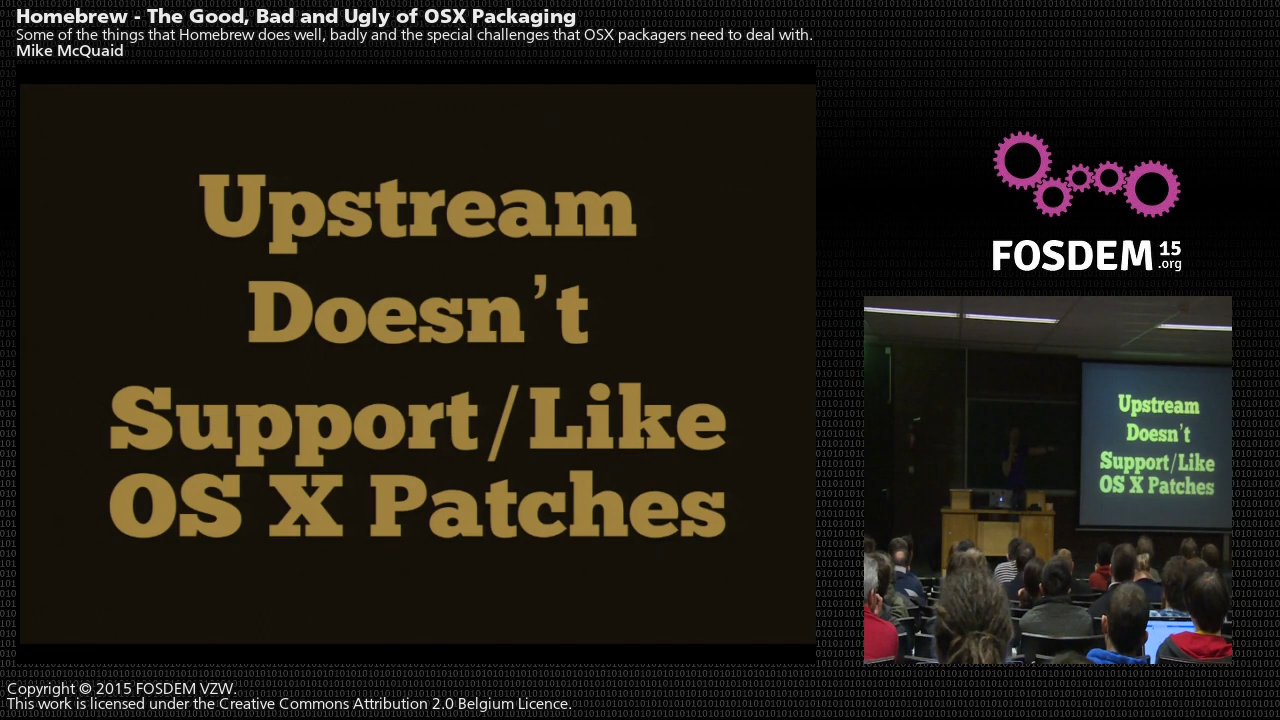 Homebrew - The Good, Bad and Ugly of OSX Packaging
Some of the things that Homebrew does well, badly and the special challenges that OSX packagers need to deal with.
Mike McQuaid
Upstream
Doesn't
Support/Like
OS X Patches
FOSDEM 15
.org
Upstream
Doesn't
Support/Like
OS X Patches
Copyright © 2015 FOSDEM VZW.
This work is licensed under the Creative Commons Attribution 2.0 Belgium Licence.